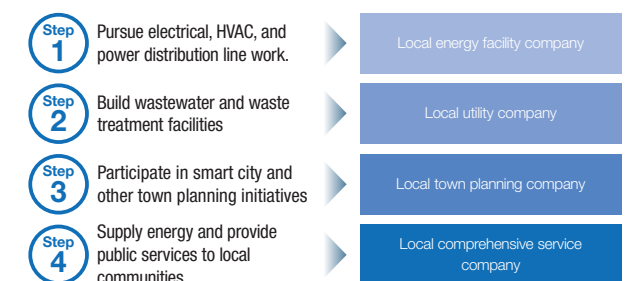 Step
1
Pursue electrical, HVAC, and
power distribution line work.
Local energy facility company
Step
2
Build wastewater and waste
treatment facilities
Local utility company
Step
3
Participate in smart city and
other town planning initiatives
Local town planning company
Step
4
Supply energy and provide
public services to local
communities
Local comprehensive service
company